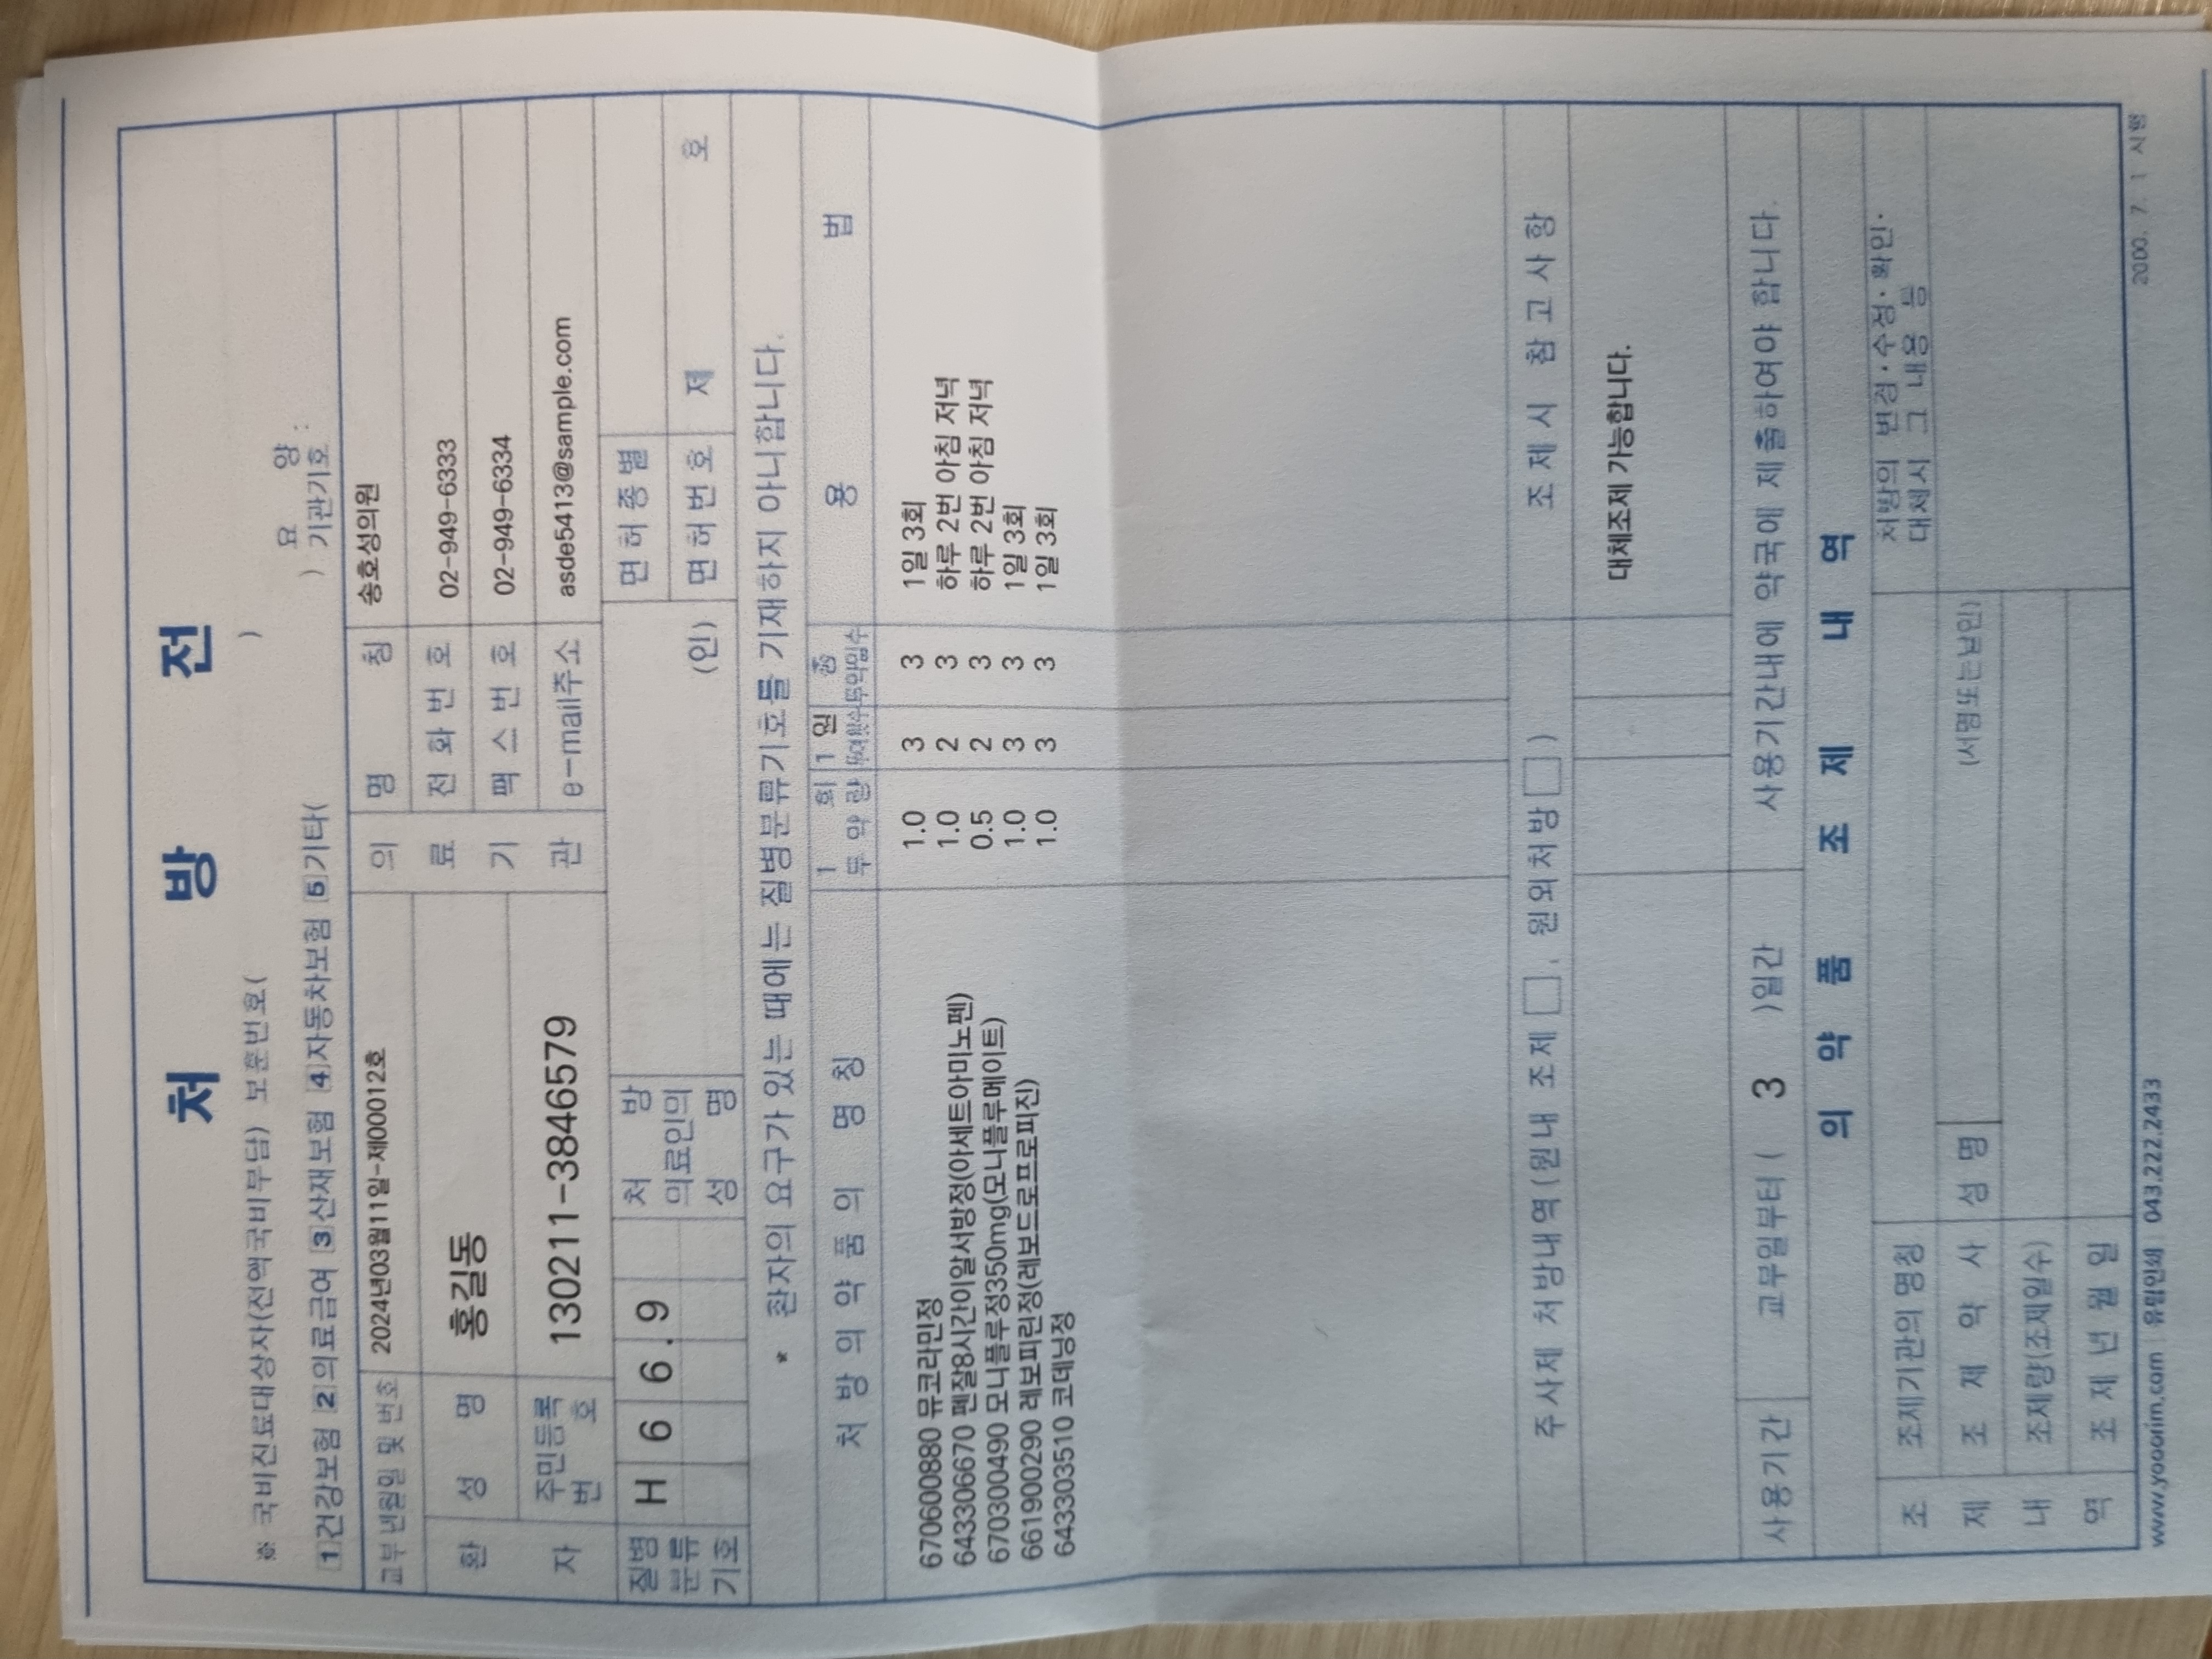 처 방 전
※ 국비진료대상자(전액국비부담) 보훈번호( )
1건강보험 2의료급여 3산재보험 4자동차보험 5기타( ) 요 양 기관기호 :
교부 년월일 및 번호 2024년03월11일-제00012호
환 자
성 명 홍길동
주민등록 번 호 130211-3846579
의 료 기 관
명 칭 송호성의원
전 화 번 호 02-949-6333
팩 스 번 호 02-949-6334
e-mail주소 asde5413@sample.com
질병 분류 기호 H 6 6 . 9
처 방 의료인의 성 명 (인)
면 허 종 별
면 허 번 호 제 호
* 환자의 요구가 있는 때에는 질병분류기호를 기재하지 아니합니다.
처 방 의 약 품 의 명 칭 1 회 투 약 량 1 일 투여횟수 총 투약일수 용 법
670600880 뮤코라민정 1.0 3 3 1일 3회
643306670 펜잘8시간이알서방정(아세트아미노펜) 1.0 2 3 하루 2번 아침 저녁
670300490 모니플루정350mg(모니플루메이트) 0.5 2 3 하루 2번 아침 저녁
661900290 레보피린정(레보드로프로피진) 1.0 3 3 1일 3회
643303510 코데닝정 1.0 3 3 1일 3회
주사제 처방내역(원내 조제 □, 원외처방 □ ) 조 제 시 참 고 사 항
대체조제 가능합니다.
사용기간 교부일부터 ( 3 )일간 사용기간내에 약국에 제출하여야 합니다.
의 약 품 조 제 내 역
조 제 내 역
조제기관의 명칭
조 제 약 사 성 명 (서명또는날인)
조제량(조제일수)
조 제 년 월 일
처방의 변경·수정·확인·
대체시 그 내용 등
www.yooorim.com 유림인쇄 043.222.2433
2000. 7. 1 시행